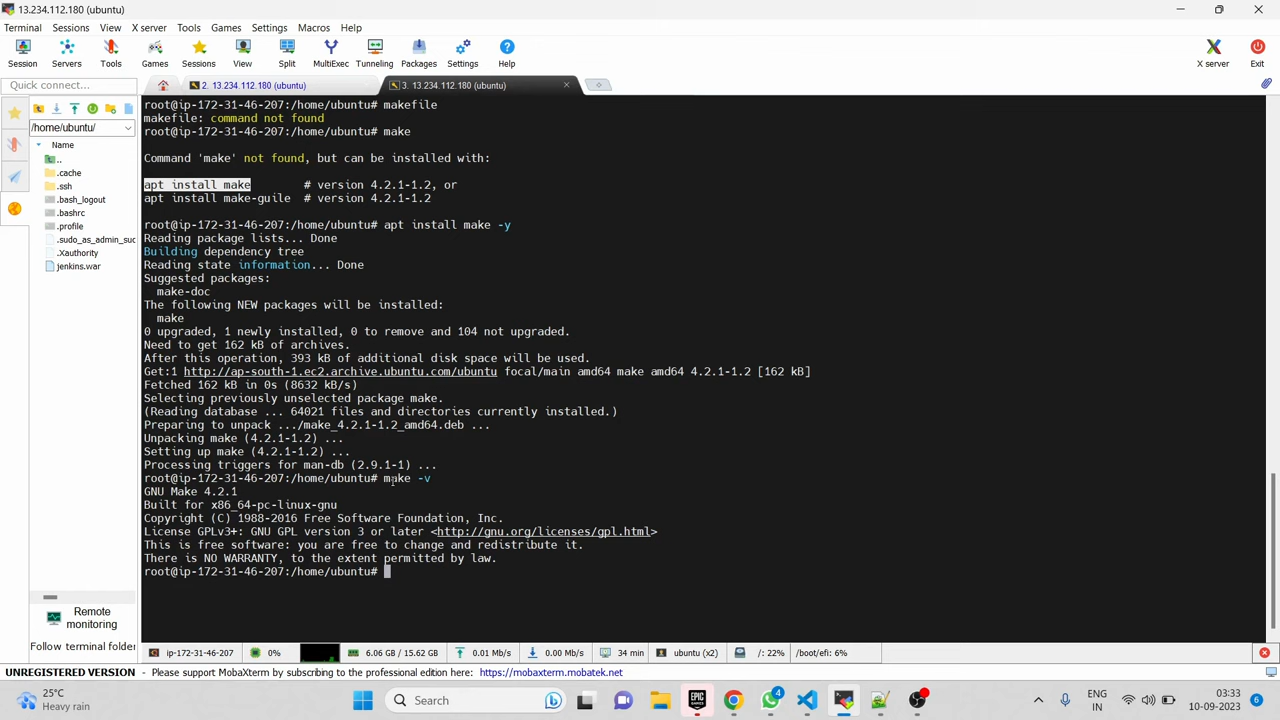 13.234.112.180 (ubuntu)
Terminal Sessions View X server Tools Games Settings Macros Help
Session Servers Tools Games Sessions View Split MultiExec Tunneling Packages Settings Help X server Exit
Quick connect...
2. 13.234.112.180 (ubuntu)
3. 13.234.112.180 (ubuntu)
/home/ubuntu/
Name
..
.cache
.ssh
.bash_logout
.bashrc
.profile
.sudo_as_admin_suc
.Xauthority
jenkins.war
Remote
monitoring
Follow terminal folder
root@ip-172-31-46-207:/home/ubuntu# makefile
makefile: command not found
root@ip-172-31-46-207:/home/ubuntu# make
Command 'make' not found, but can be installed with:
apt install make # version 4.2.1-1.2, or
apt install make-guile # version 4.2.1-1.2
root@ip-172-31-46-207:/home/ubuntu# apt install make -y
Reading package lists... Done
Building dependency tree
Reading state information... Done
Suggested packages:
make-doc
The following NEW packages will be installed:
make
0 upgraded, 1 newly installed, 0 to remove and 104 not upgraded.
Need to get 162 kB of archives.
After this operation, 393 kB of additional disk space will be used.
Get:1 http://ap-south-1.ec2.archive.ubuntu.com/ubuntu focal/main amd64 make amd64 4.2.1-1.2 [162 kB]
Fetched 162 kB in 0s (8632 kB/s)
Selecting previously unselected package make.
(Reading database ... 64021 files and directories currently installed.)
Preparing to unpack .../make_4.2.1-1.2_amd64.deb ...
Unpacking make (4.2.1-1.2) ...
Setting up make (4.2.1-1.2) ...
Processing triggers for man-db (2.9.1-1) ...
root@ip-172-31-46-207:/home/ubuntu# make -v
GNU Make 4.2.1
Built for x86_64-pc-linux-gnu
Copyright (C) 1988-2016 Free Software Foundation, Inc.
License GPLv3+: GNU GPL version 3 or later <http://gnu.org/licenses/gpl.html>
This is free software: you are free to change and redistribute it.
There is NO WARRANTY, to the extent permitted by law.
root@ip-172-31-46-207:/home/ubuntu#
ip-172-31-46-207 0% 6.06 GB / 15.62 GB 0.01 Mb/s 0.00 Mb/s 34 min ubuntu (x2) /: 22% /boot/efi: 6%
UNREGISTERED VERSION - Please support MobaXterm by subscribing to the professional edition here: https://mobaxterm.mobatek.net
25°C
Heavy rain
Search
EPIC
GAMES
4
ENG
IN
03:33
10-09-2023
6